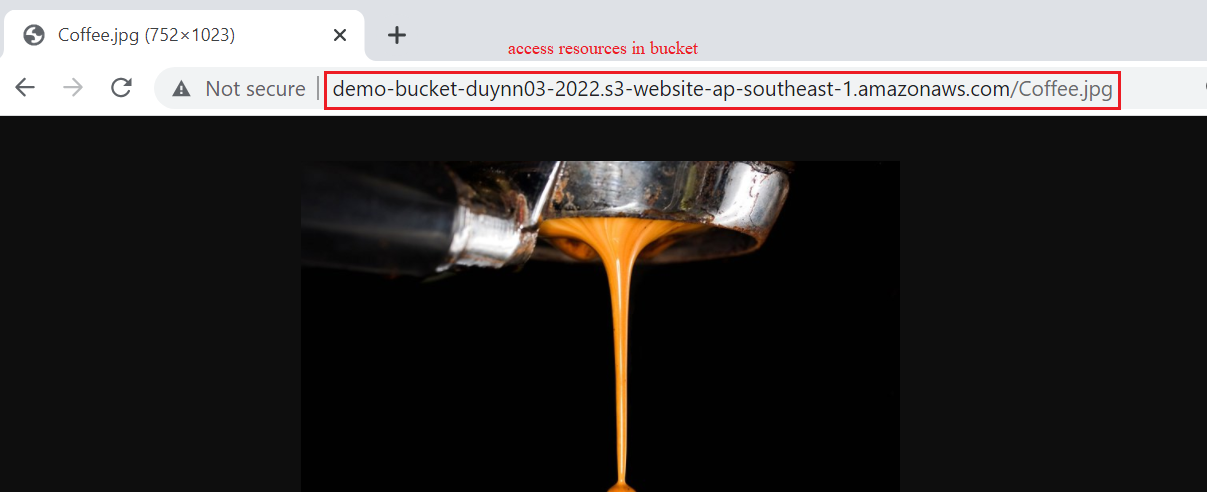 Coffee.jpg (752×1023)
access resources in bucket
Not secure
demo-bucket-duynn03-2022.s3-website-ap-southeast-1.amazonaws.com/Coffee.jpg